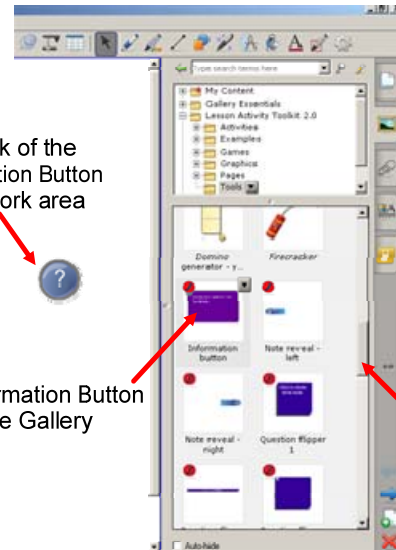 Type search terms here
My Content
Gallery Essentials
Lesson Activity Toolkit 2.0
Activities
Examples
Games
Graphics
Pages
Tools
k of the
tion Button
ork area
?
Domino
generator - y...
Firecracker
Information
button
Note reveal -
left
rmation Button
e Gallery
Note reveal -
right
Question flipper
1
Auto-hide